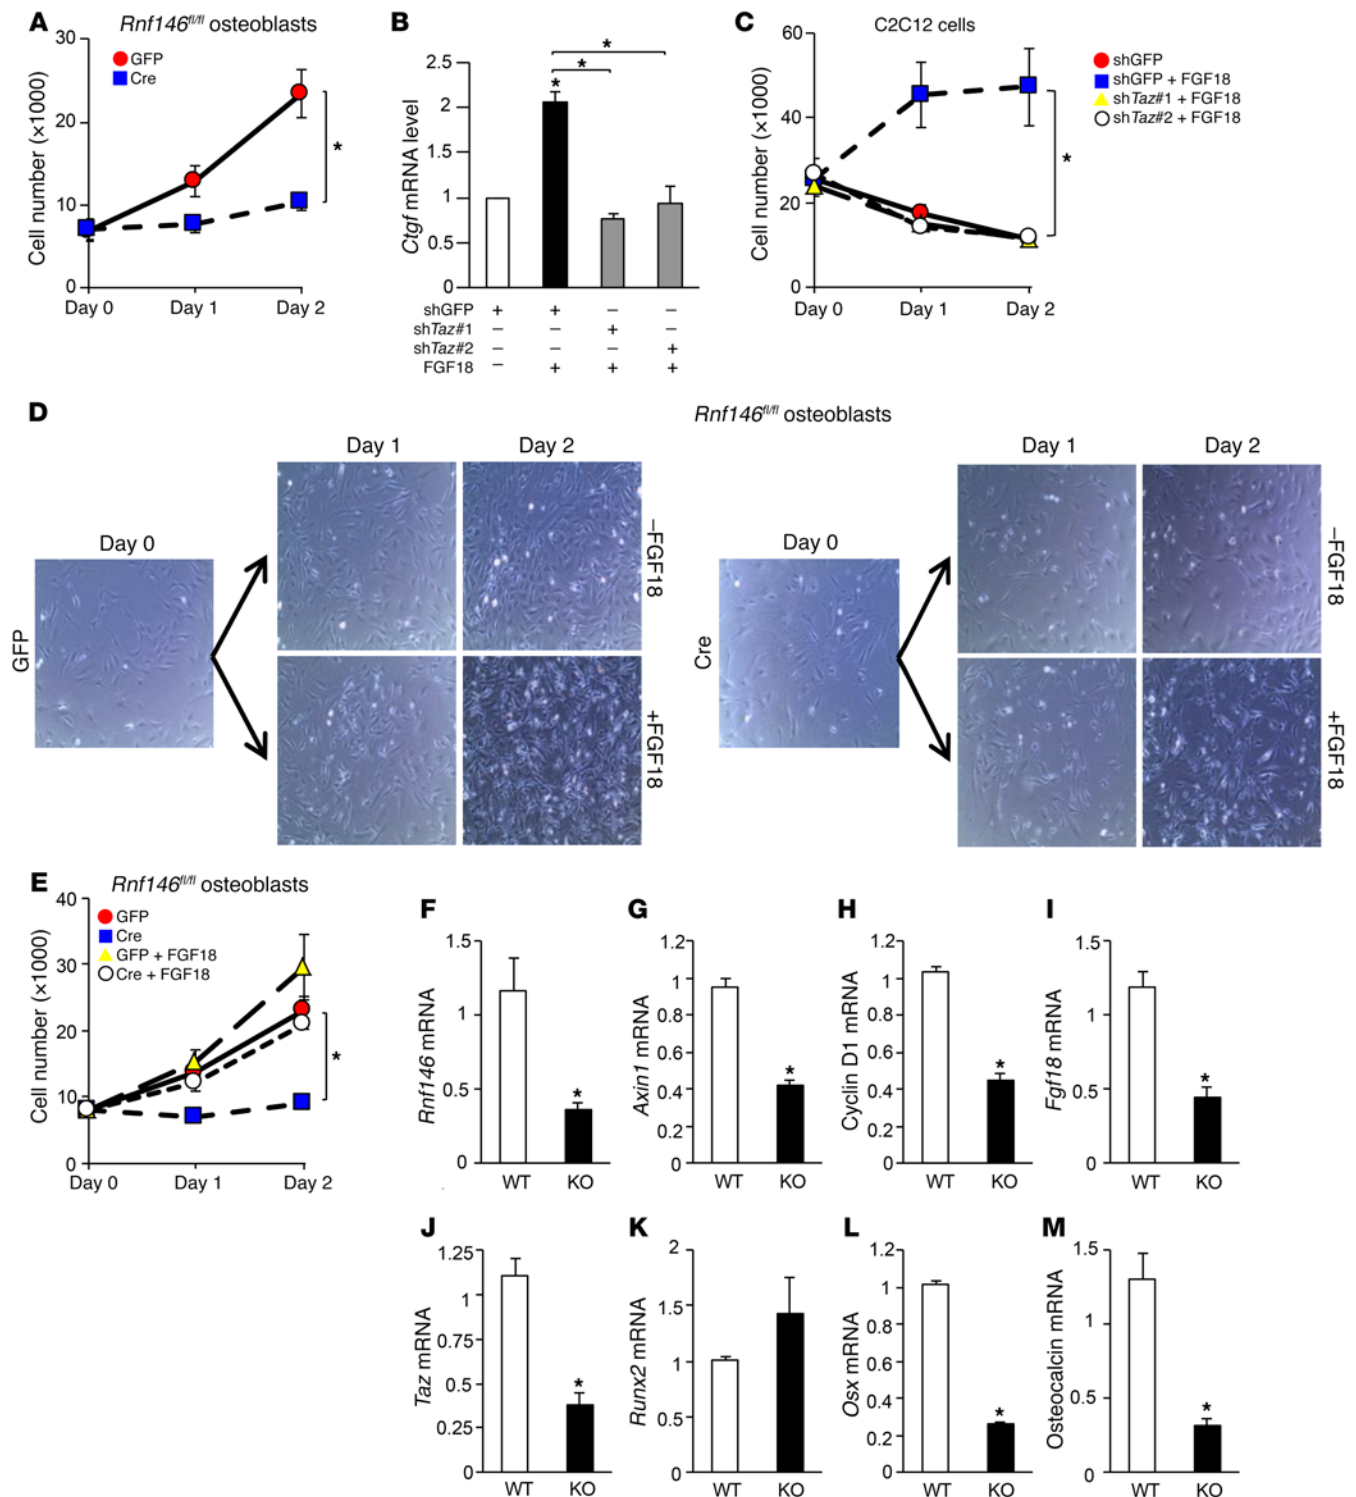 A
Rnf146fl/fl osteoblasts
Cell number (×1000)
30
20
10
0
GFP
Cre
*
Day 0 Day 1 Day 2
B
Ctgf mRNA level
2.5
2
1.5
1
0.5
0
*
*
*
shGFP + + – –
shTaz#1 – – + –
shTaz#2 – – – +
FGF18 – + + +
C
C2C12 cells
Cell number (×1000)
60
40
20
0
*
Day 0 Day 1 Day 2
shGFP
shGFP + FGF18
shTaz#1 + FGF18
shTaz#2 + FGF18
D
Rnf146fl/fl osteoblasts
GFP
Day 0
Day 1 Day 2
–FGF18
+FGF18
Cre
Day 0
Day 1 Day 2
–FGF18
+FGF18
E
Rnf146fl/fl osteoblasts
Cell number (×1000)
40
30
20
10
0
GFP
Cre
GFP + FGF18
Cre + FGF18
*
Day 0 Day 1 Day 2
F
Rnf146 mRNA
1.5
1
0.5
0
*
WT KO
G
Axin1 mRNA
1.2
1
0.8
0.6
0.4
0.2
0
*
WT KO
H
Cyclin D1 mRNA
1.2
1
0.8
0.6
0.4
0.2
0
*
WT KO
I
Fgf18 mRNA
1.5
1
0.5
0
*
WT KO
J
Taz mRNA
1.25
1
0.75
0.5
0.25
0
*
WT KO
K
Runx2 mRNA
2
1.5
1
0.5
0
WT KO
L
Osx mRNA
1.2
1
0.8
0.6
0.4
0.2
0
*
WT KO
M
Osteocalcin mRNA
1.5
1
0.5
0
*
WT KO